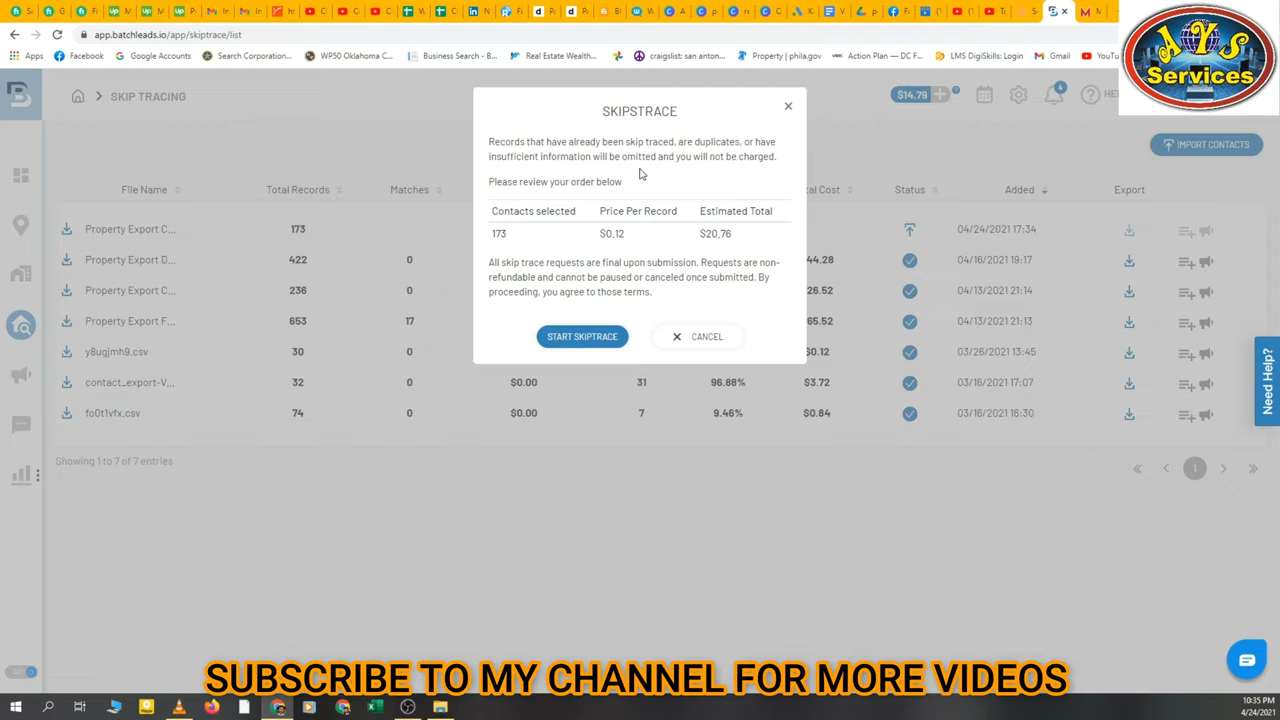 app.batchleads.io/app/skiptrace/list
Apps
Facebook
Google Accounts
Search Corporation...
WP50 Oklahoma C...
Business Search - B...
Real Estate Wealth...
craigslist: san anton...
Property | phila.gov
Action Plan — DC F...
LMS DigiSkills: Login
Gmail
YouTu
AYS
Services
SKIP TRACING
$14.79
4
HE
IMPORT CONTACTS
SKIPSTRACE
Records that have already been skip traced, are duplicates, or have
insufficient information will be omitted and you will not be charged.
Please review your order below
Contacts selected Price Per Record Estimated Total
173 $0.12 $20.76
All skip trace requests are final upon submission. Requests are non-
refundable and cannot be paused or canceled once submitted. By
proceeding, you agree to those terms.
START SKIPTRACE
CANCEL
File Name Total Records Matches tal Cost Status Added Export
Property Export C... 173 04/24/2021 17:34
Property Export D... 422 0 44.28 04/16/2021 19:17
Property Export C... 236 0 26.52 04/13/2021 21:14
Property Export F... 653 17 65.52 04/13/2021 21:13
y8ugjmh9.csv 30 0 $0.00 $0.12 03/26/2021 13:45
contact_export-V... 32 0 $0.00 31 96.88% $3.72 03/16/2021 17:07
fo0t1vfx.csv 74 0 $0.00 7 9.46% $0.84 03/16/2021 16:30
Showing 1 to 7 of 7 entries
1
Need Help?
SUBSCRIBE TO MY CHANNEL FOR MORE VIDEOS
10:35 PM
4/24/2021